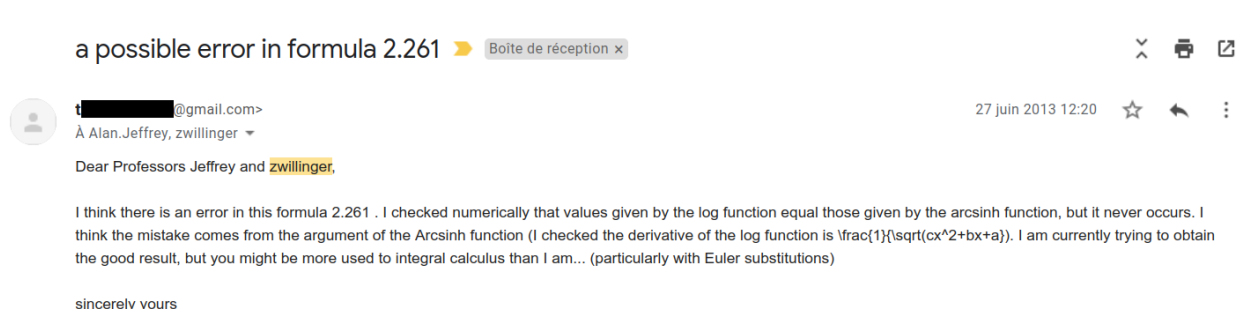 a possible error in formula 2.261 Boîte de réception ×
t @gmail.com> 27 juin 2013 12:20
À Alan.Jeffrey, zwillinger
Dear Professors Jeffrey and zwillinger,
I think there is an error in this formula 2.261 . I checked numerically that values given by the log function equal those given by the arcsinh function, but it never occurs. I
think the mistake comes from the argument of the Arcsinh function (I checked the derivative of the log function is \frac{1}{\sqrt(cx^2+bx+a}). I am currently trying to obtain
the good result, but you might be more used to integral calculus than I am... (particularly with Euler substitutions)
sincerely yours